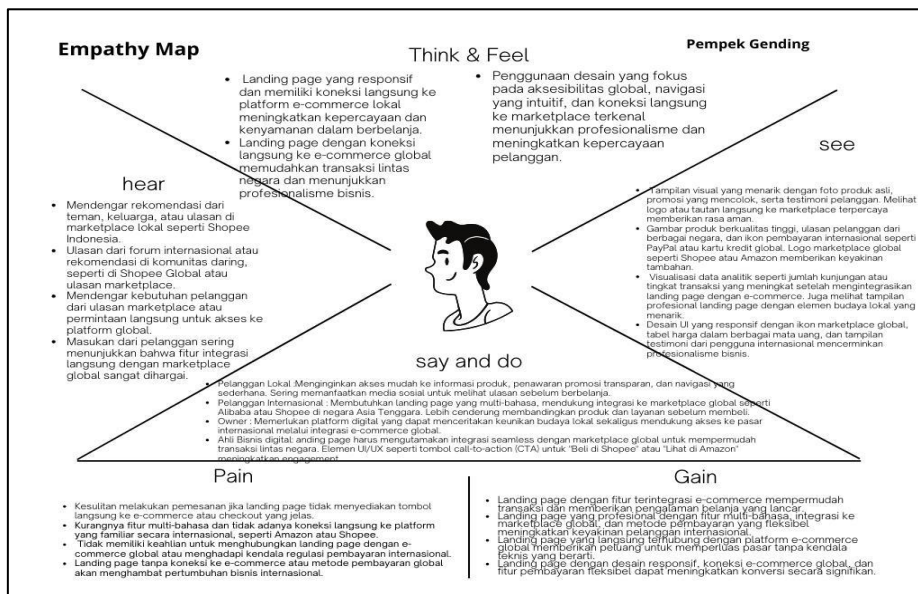 Empathy Map
Pempek Gending
Think & Feel
• Landing page yang responsif
dan memiliki koneksi langsung ke
platform e-commerce lokal
meningkatkan kepercayaan dan
kenyamanan dalam berbelanja.
• Landing page dengan koneksi
langsung ke e-commerce global
memudahkan transaksi lintas
negara dan menunjukkan
profesionalisme bisnis.
• Penggunaan desain yang fokus
pada aksesibilitas global, navigasi
yang intuitif, dan koneksi langsung
ke marketplace terkenal
menunjukkan profesionalisme dan
meningkatkan kepercayaan
pelanggan.
hear
• Mendengar rekomendasi dari
teman, keluarga, atau ulasan di
marketplace lokal seperti Shopee
Indonesia.
• Ulasan dari forum internasional atau
rekomendasi di komunitas daring,
seperti di Shopee Global atau
ulasan marketplace.
• Mendengar kebutuhan pelanggan
dari ulasan marketplace atau
permintaan langsung untuk akses ke
platform global.
• Masukan dari pelanggan sering
menunjukkan bahwa fitur integrasi
langsung dengan marketplace
global sangat dihargai.
see
• Tampilan visual yang menarik dengan foto produk asli,
promosi yang mencolok, serta testimoni pelanggan. Melihat
logo atau tautan langsung ke marketplace terpercaya
memberikan rasa aman.
• Gambar produk berkualitas tinggi, ulasan pelanggan dari
berbagai negara, dan ikon pembayaran internasional seperti
PayPal atau kartu kredit global. Logo marketplace global
seperti Shopee atau Amazon memberikan keyakinan
tambahan.
• Visualisasi data analitik seperti jumlah kunjungan atau
tingkat transaksi yang meningkat setelah mengintegrasikan
landing page dengan e-commerce. Juga melihat tampilan
profesional landing page dengan elemen budaya lokal yang
menarik.
• Desain UI yang responsif dengan ikon marketplace global,
tabel harga dalam berbagai mata uang, dan tampilan
testimoni dari pengguna internasional mencerminkan
profesionalisme bisnis.
say and do
• Pelanggan Lokal :Menginginkan akses mudah ke informasi produk, penawaran promosi transparan, dan navigasi yang
sederhana. Sering memanfaatkan media sosial untuk melihat ulasan sebelum berbelanja.
• Pelanggan Internasional : Membutuhkan landing page yang multi-bahasa, mendukung integrasi ke marketplace global seperti
Alibaba atau Shopee di negara Asia Tenggara. Lebih cenderung membandingkan produk dan layanan sebelum membeli.
• Owner : Memerlukan platform digital yang dapat menceritakan keunikan budaya lokal sekaligus mendukung akses ke pasar
internasional melalui integrasi e-commerce global.
• Ahli Bisnis digital: anding page harus mengutamakan integrasi seamless dengan marketplace global untuk mempermudah
transaksi lintas negara. Elemen UI/UX seperti tombol call-to-action (CTA) untuk "Beli di Shopee" atau "Lihat di Amazon"
meningkatkan engagement
Pain
• Kesulitan melakukan pemesanan jika landing page tidak menyediakan tombol
langsung ke e-commerce atau checkout yang jelas.
• Kurangnya fitur multi-bahasa dan tidak adanya koneksi langsung ke platform
yang familiar secara internasional, seperti Amazon atau Shopee.
• Tidak memiliki keahlian untuk menghubungkan landing page dengan e-
commerce global atau menghadapi kendala regulasi pembayaran internasional.
• Landing page tanpa koneksi ke e-commerce atau metode pembayaran global
akan menghambat pertumbuhan bisnis internasional.
Gain
• Landing page dengan fitur terintegrasi e-commerce mempermudah
transaksi dan memberikan pengalaman belanja yang lancar.
• Landing page yang profesional dengan fitur multi-bahasa, integrasi ke
marketplace global, dan metode pembayaran yang fleksibel
meningkatkan keyakinan pelanggan internasional.
• Landing page yang langsung terhubung dengan platform e-commerce
global memberikan peluang untuk memperluas pasar tanpa kendala
teknis yang berarti.
• Landing page dengan desain responsif, koneksi e-commerce global, dan
fitur pembayaran fleksibel dapat meningkatkan konversi secara signifikan.